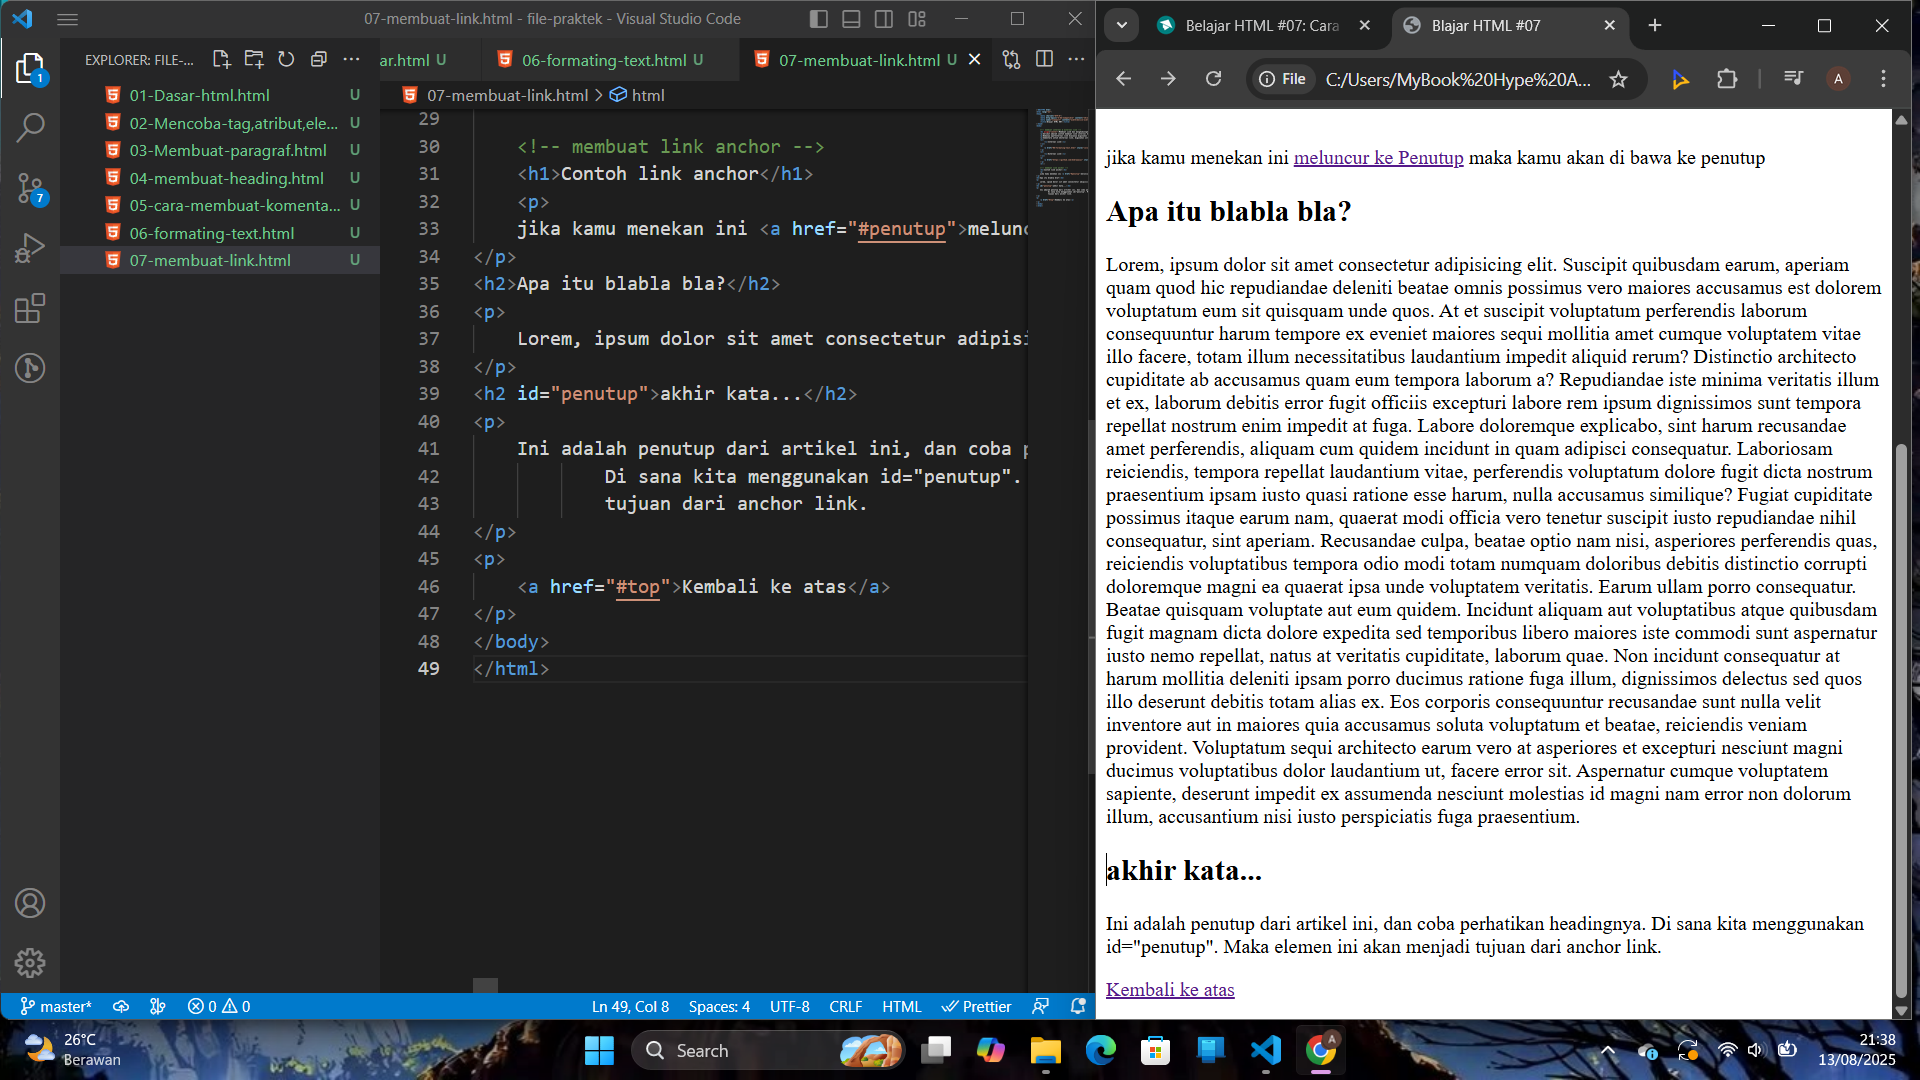 07-membuat-link.html - file-praktek - Visual Studio Code
EXPLORER: FILE-...
01-Dasar-html.html U
02-Mencoba-tag,atribut,ele... U
03-Membuat-paragraf.html U
04-membuat-heading.html U
05-cara-membuat-komenta... U
06-formating-text.html U
07-membuat-link.html U
1
7
ar.html U
06-formating-text.html U
07-membuat-link.html U
07-membuat-link.html > html
29
30 <!-- membuat link anchor -->
31 <h1>Contoh link anchor</h1>
32 <p>
33 jika kamu menekan ini <a href="#penutup">melunc
34 </p>
35 <h2>Apa itu blabla bla?</h2>
36 <p>
37 Lorem, ipsum dolor sit amet consectetur adipisi
38 </p>
39 <h2 id="penutup">akhir kata...</h2>
40 <p>
41 Ini adalah penutup dari artikel ini, dan coba p
42 Di sana kita menggunakan id="penutup".
43 tujuan dari anchor link.
44 </p>
45 <p>
46 <a href="#top">Kembali ke atas</a>
47 </p>
48 </body>
49 </html>
master* 0 0 Ln 49, Col 8 Spaces: 4 UTF-8 CRLF HTML Prettier
Belajar HTML #07: Cara
Blajar HTML #07
File C:/Users/MyBook%20Hype%20A...
A
jika kamu menekan ini meluncur ke Penutup maka kamu akan di bawa ke penutup
Apa itu blabla bla?
Lorem, ipsum dolor sit amet consectetur adipisicing elit. Suscipit quibusdam earum, aperiam
quam quod hic repudiandae deleniti beatae omnis possimus vero maiores accusamus est dolorem
voluptatum eum sit quisquam unde quos. At et suscipit voluptatum perferendis laborum
consequuntur harum tempore ex eveniet maiores sequi mollitia amet cumque voluptatem vitae
illo facere, totam illum necessitatibus laudantium impedit aliquid rerum? Distinctio architecto
cupiditate ab accusamus quam eum tempora laborum a? Repudiandae iste minima veritatis illum
et ex, laborum debitis error fugit officiis excepturi labore rem ipsum dignissimos sunt tempora
repellat nostrum enim impedit at fuga. Labore doloremque explicabo, sint harum recusandae
amet perferendis, aliquam cum quidem incidunt in quam adipisci consequatur. Laboriosam
reiciendis, tempora repellat laudantium vitae, perferendis voluptatum dolore fugit dicta nostrum
praesentium ipsam iusto quasi ratione esse harum, nulla accusamus similique? Fugiat cupiditate
possimus itaque earum nam, quaerat modi officia vero tenetur suscipit iusto repudiandae nihil
consequatur, sint aperiam. Recusandae culpa, beatae optio nam nisi, asperiores perferendis quas,
reiciendis voluptatibus tempora odio modi totam numquam doloribus debitis distinctio corrupti
doloremque magni ea quaerat ipsa unde voluptatem veritatis. Earum ullam porro consequatur.
Beatae quisquam voluptate aut eum quidem. Incidunt aliquam aut voluptatibus atque quibusdam
fugit magnam dicta dolore expedita sed temporibus libero maiores iste commodi sunt aspernatur
iusto nemo repellat, natus at veritatis cupiditate, laborum quae. Non incidunt consequatur at
harum mollitia deleniti ipsam porro ducimus ratione fuga illum, dignissimos delectus sed quos
illo deserunt debitis totam alias ex. Eos corporis consequuntur recusandae sunt nulla velit
inventore aut in maiores quia accusamus soluta voluptatum et beatae, reiciendis veniam
provident. Voluptatum sequi architecto earum vero at asperiores et excepturi nesciunt magni
ducimus voluptatibus dolor laudantium ut, facere error sit. Aspernatur cumque voluptatem
sapiente, deserunt impedit ex assumenda nesciunt molestias id magni nam error non dolorum
illum, accusantium nisi iusto perspiciatis fuga praesentium.
akhir kata...
Ini adalah penutup dari artikel ini, dan coba perhatikan headingnya. Di sana kita menggunakan
id="penutup". Maka elemen ini akan menjadi tujuan dari anchor link.
Kembali ke atas
26°C
Berawan
Search
A
21:38
13/08/2025